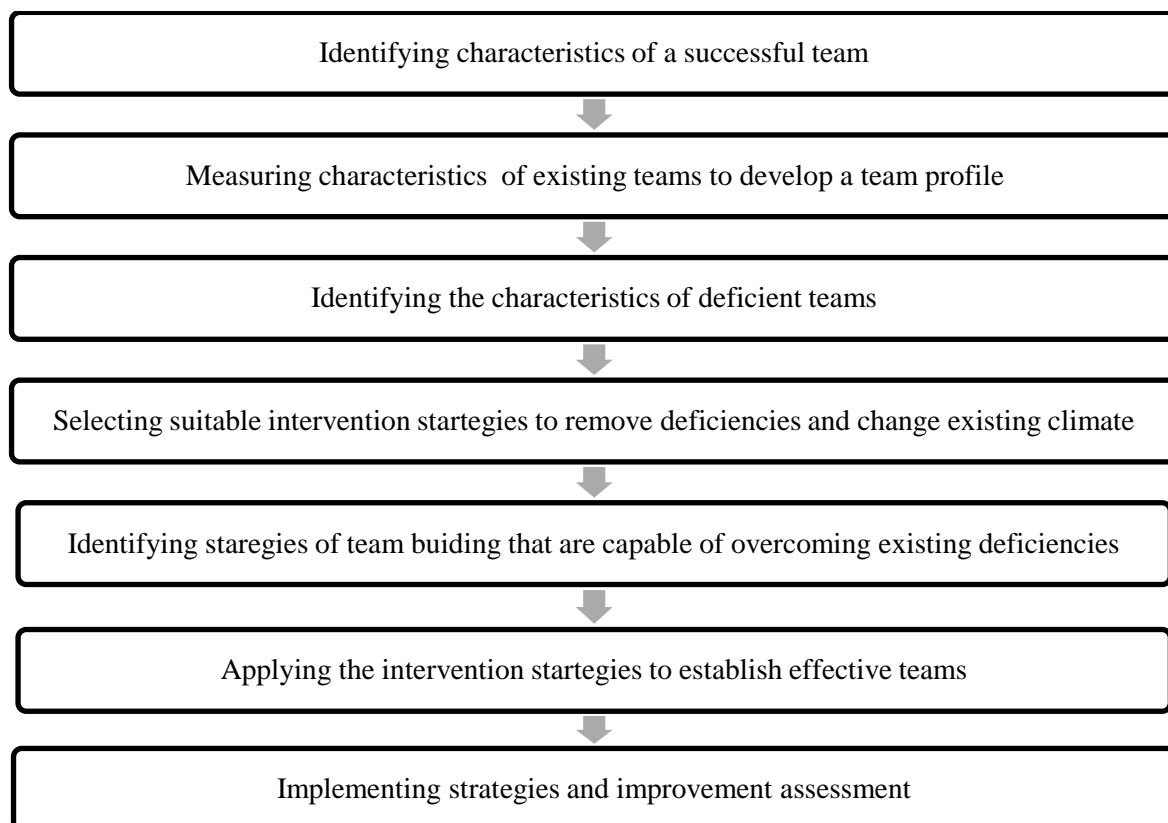 Identifying characteristics of a successful team
Measuring characteristics of existing teams to develop a team profile
Identifying the characteristics of deficient teams
Selecting suitable intervention startegies to remove deficiencies and change existing climate
Identifying staregies of team buiding that are capable of overcoming existing deficiencies
Applying the intervention startegies to establish effective teams
Implementing strategies and improvement assessment